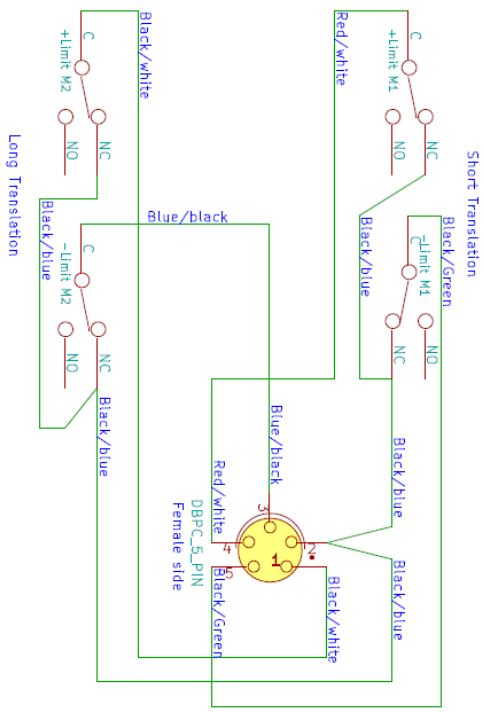 Black/white
Red/white
C
+Limit M2
NO
NC
C
+Limit M1
NO
NC
Long Translation
Short Translation
Black/blue
Blue/black
Black/blue
Black/Green
C
-Limit M2
NO
NC
C
-Limit M1
NC
NO
Black/blue
Blue/black
Black/blue
Red/white
DBPC_5_PIN
Female side
3
4
2
1
5
Black/Green
Black/white
Black/blue